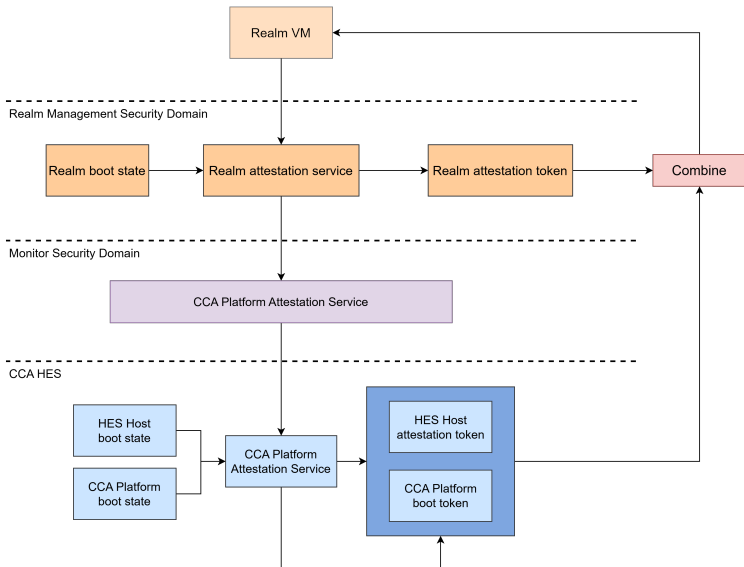 Realm VM
Realm Management Security Domain
Realm boot state
Realm attestation service
Realm attestation token
Combine
Monitor Security Domain
CCA Platform Attestation Service
CCA HES
HES Host
boot state
CCA Platform
boot state
CCA Platform
Attestation Service
HES Host
attestation token
CCA Platform
boot token